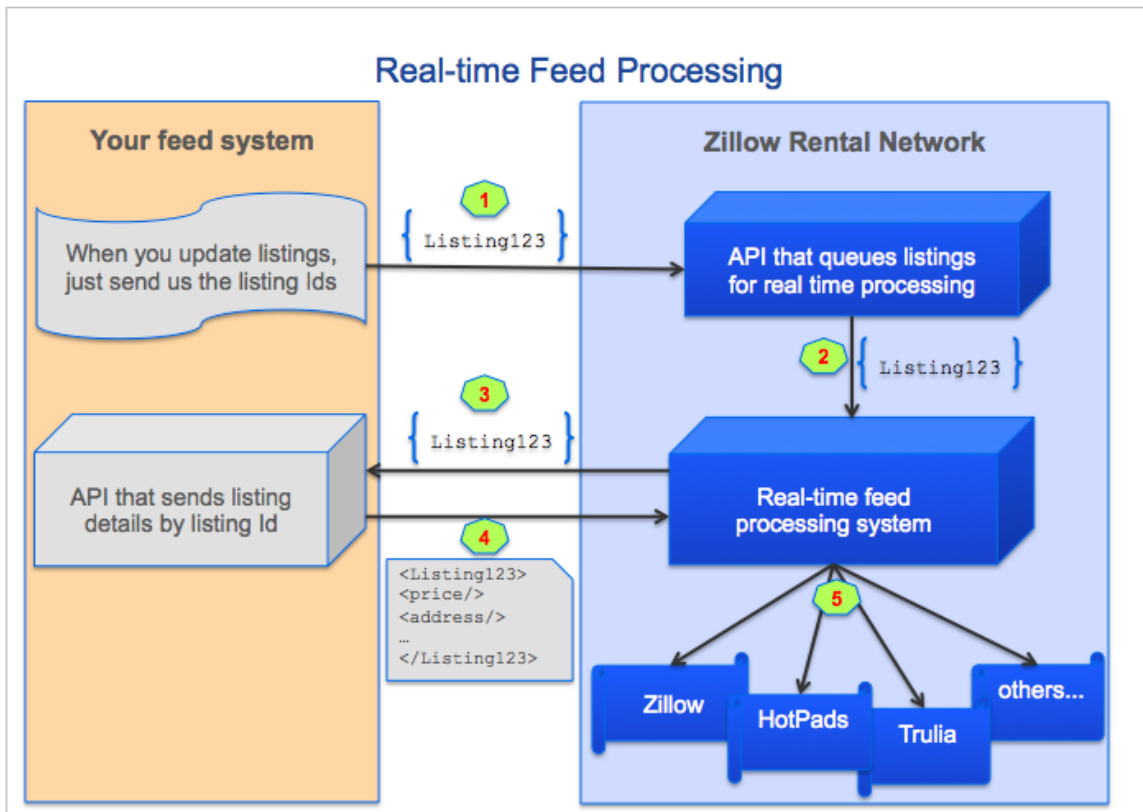 Real-time Feed Processing
Your feed system
Zillow Rental Network
1
{ Listing123 }
When you update listings,
just send us the listing Ids
API that queues listings
for real time processing
2
{ Listing123 }
3
{ Listing123 }
API that sends listing
details by listing Id
Real-time feed
processing system
4
<Listing123>
<price/>
<address/>
…
</Listing123>
5
Zillow
HotPads
Trulia
others...